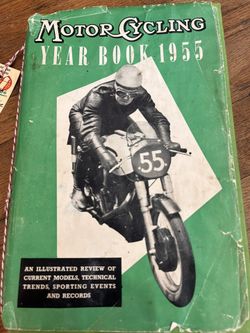 MOTOR CYCLING
YEAR BOOK 1955
55
AN ILLUSTRATED REVIEW OF
CURRENT MODELS, TECHNICAL
TRENDS, SPORTING EVENTS
AND RECORDS